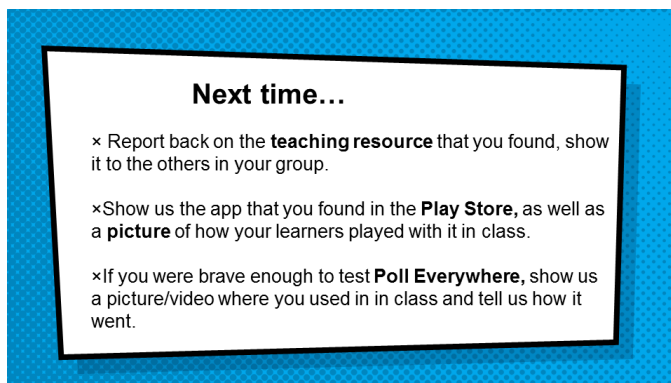 Next time…
× Report back on the teaching resource that you found, show
it to the others in your group.
×Show us the app that you found in the Play Store, as well as
a picture of how your learners played with it in class.
×If you were brave enough to test Poll Everywhere, show us
a picture/video where you used in in class and tell us how it
went.